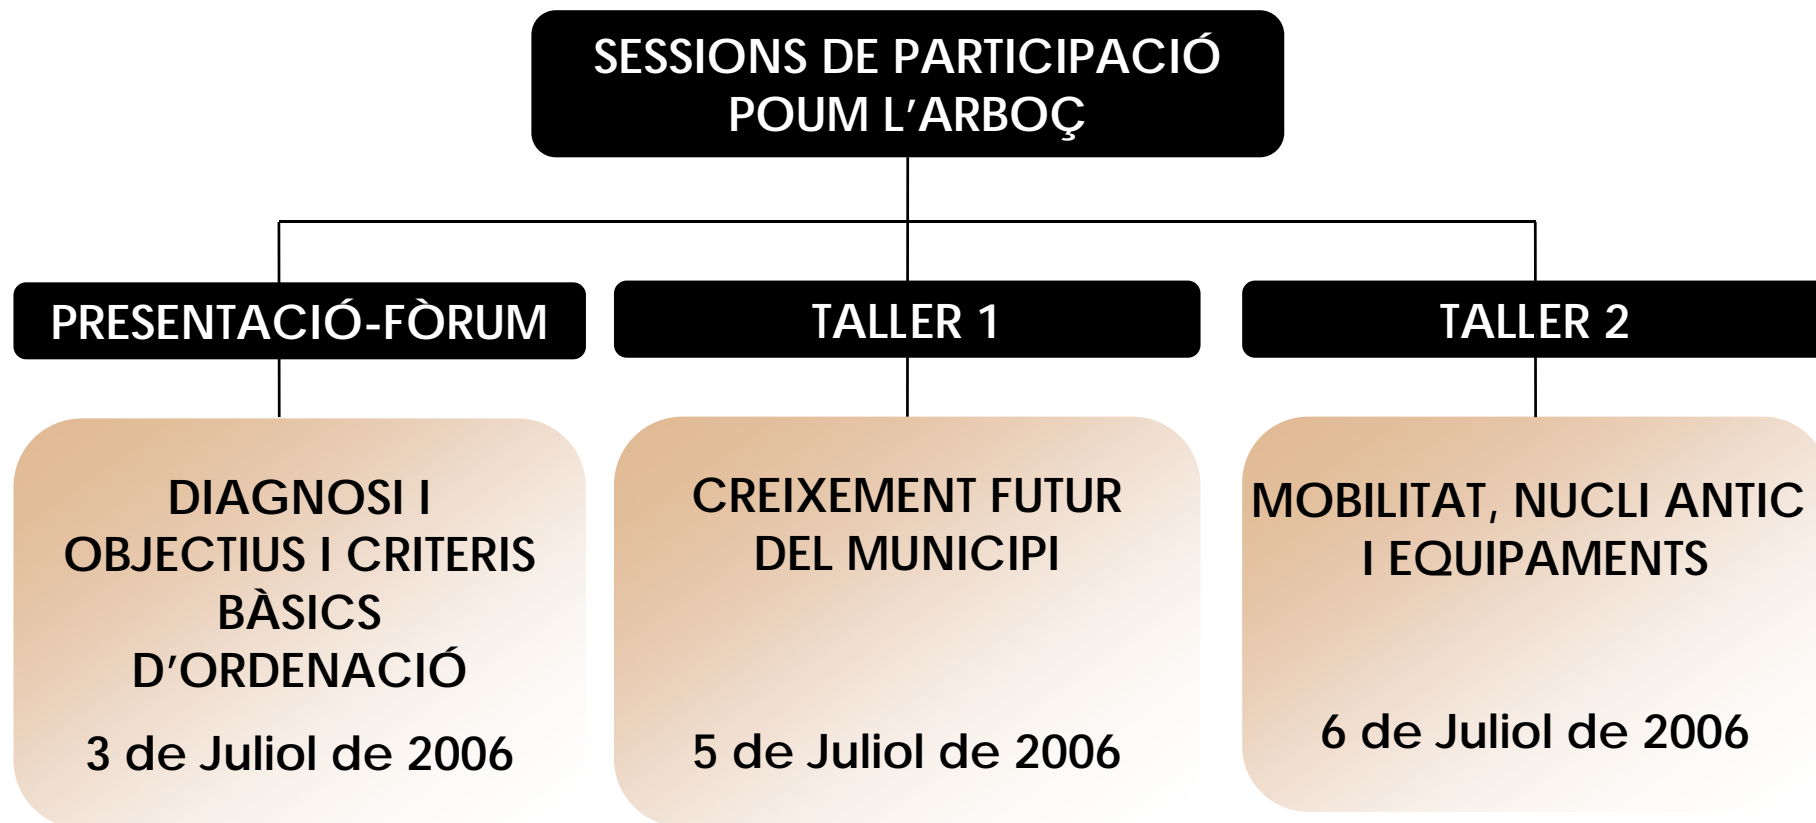 SESSIONS DE PARTICIPACIÓ
POUM L'ARBOÇ
PRESENTACIÓ-FÒRUM
DIAGNOSI I
OBJECTIUS I CRITERIS
BÀSICS
D'ORDENACIÓ
3 de Juliol de 2006
TALLER 1
CREIXEMENT FUTUR
DEL MUNICIPI
5 de Juliol de 2006
TALLER 2
MOBILITAT, NUCLI ANTIC
I EQUIPAMENTS
6 de Juliol de 2006